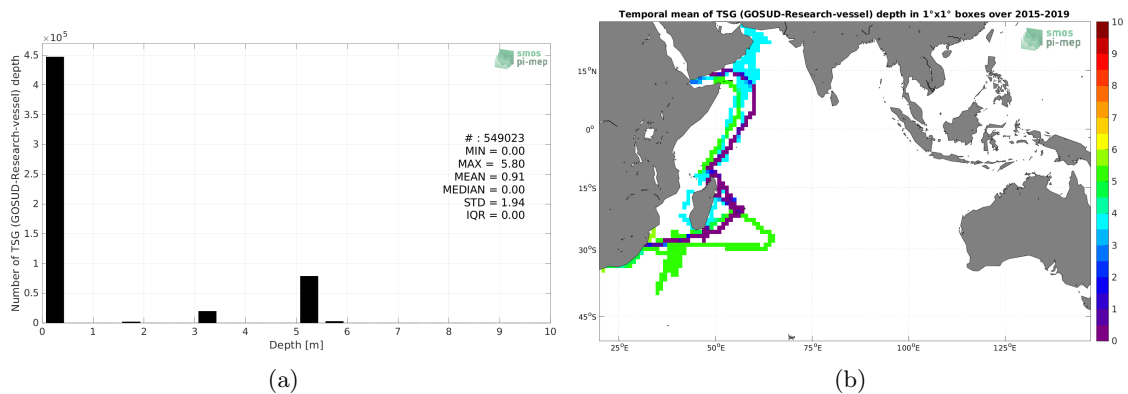 ×10⁵
4.5
4
3.5
3
2.5
2
1.5
1
0.5
0
Number of TSG (GOSUD-Research-vessel) depth
smos
pi-mep
# : 549023
MIN = 0.00
MAX = 5.80
MEAN = 0.91
MEDIAN = 0.00
STD = 1.94
IQR = 0.00
0 1 2 3 4 5 6 7 8 9 10
Depth [m]
(a)
Temporal mean of TSG (GOSUD-Research-vessel) depth in 1°x1° boxes over 2015-2019
smos
pi-mep
15°N
0°
15°S
30°S
45°S
25°E 50°E 75°E 100°E 125°E
10
9
8
7
6
5
4
3
2
1
0
(b)